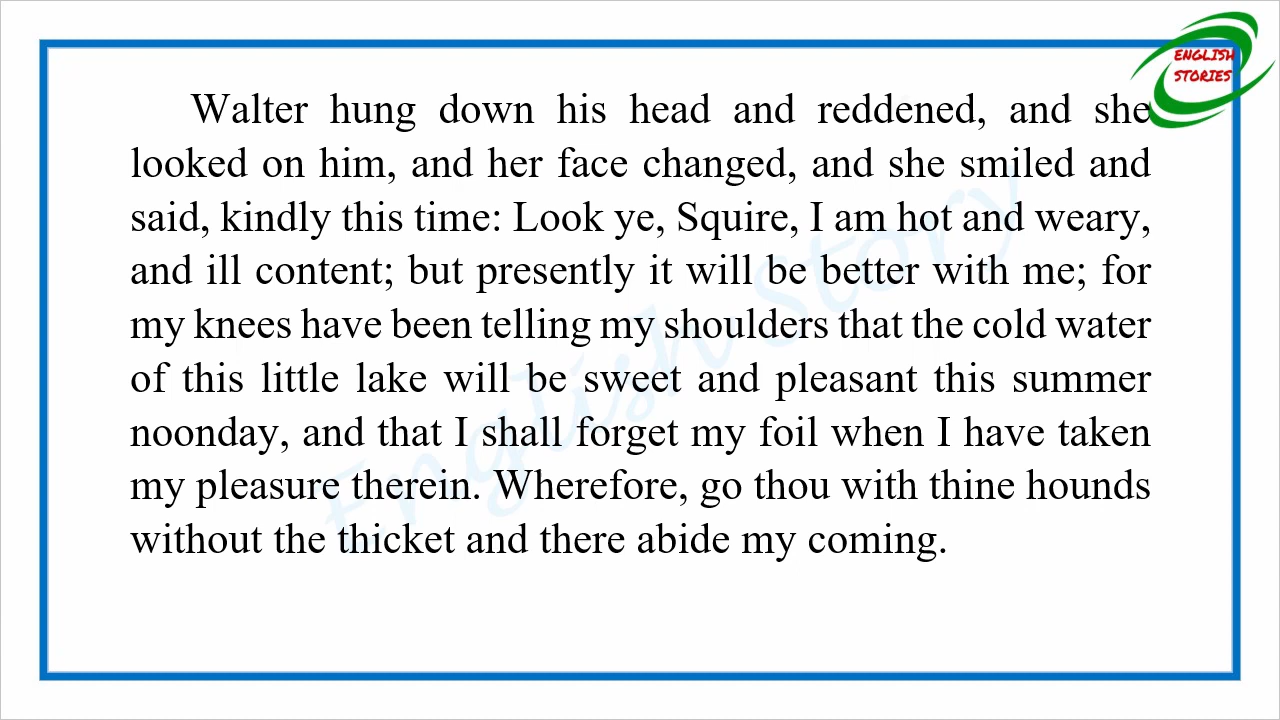 ENGLISH
STORIES
Walter hung down his head and reddened, and she
looked on him, and her face changed, and she smiled and
said, kindly this time: Look ye, Squire, I am hot and weary,
and ill content; but presently it will be better with me; for
my knees have been telling my shoulders that the cold water
of this little lake will be sweet and pleasant this summer
noonday, and that I shall forget my foil when I have taken
my pleasure therein. Wherefore, go thou with thine hounds
without the thicket and there abide my coming.
English Story